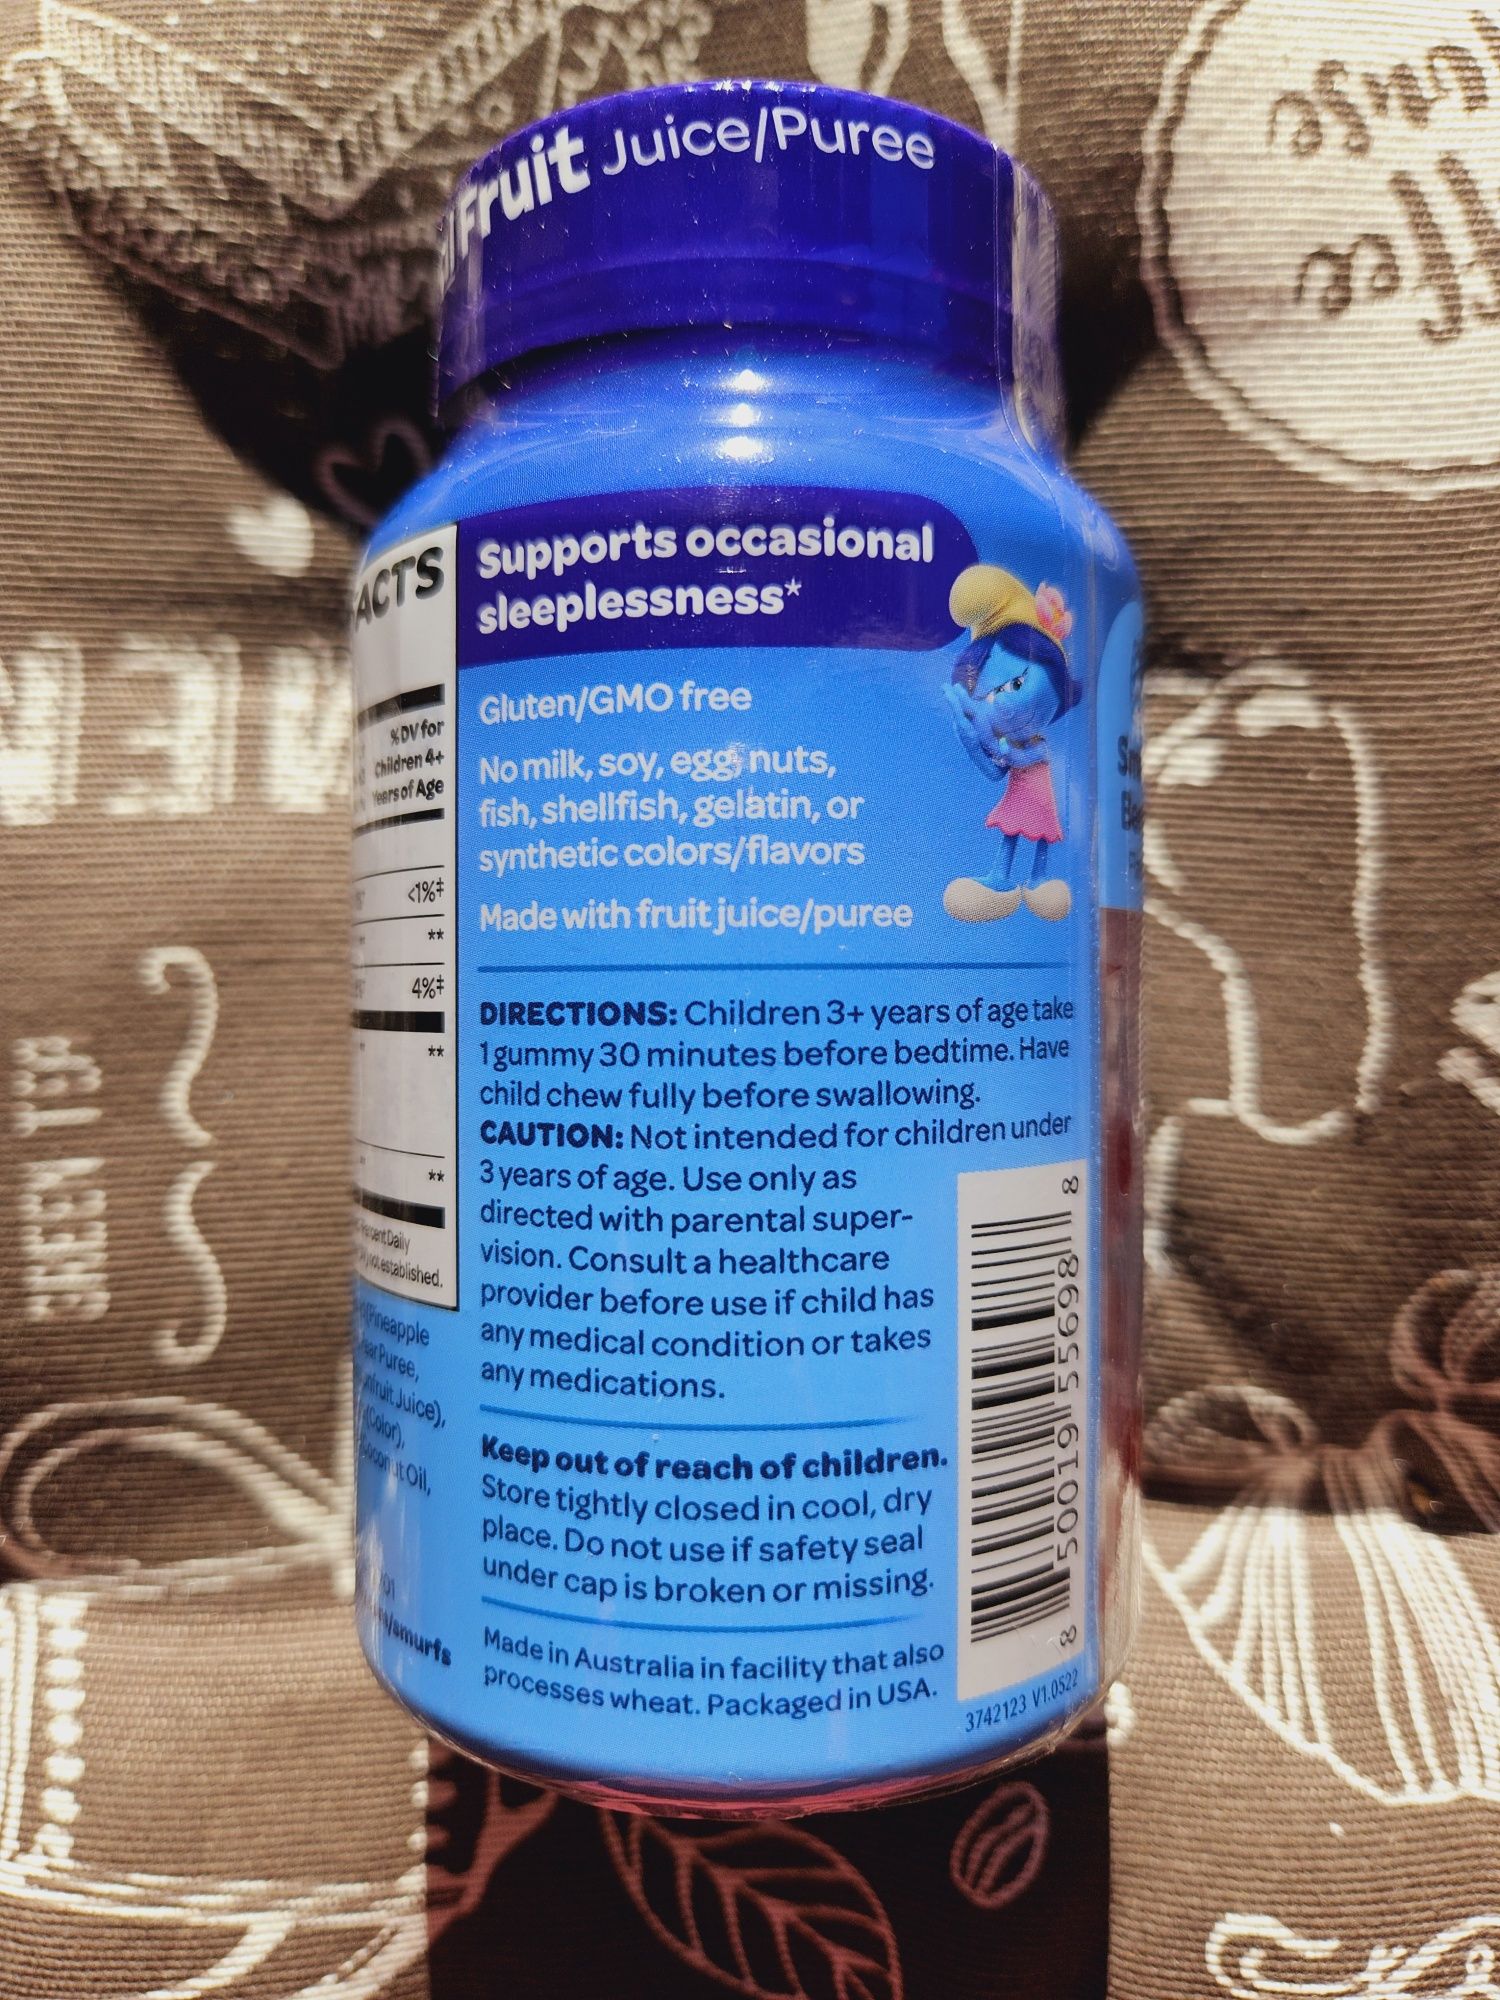 Fruit Juice/Puree
Supports occasional
sleeplessness*
Gluten/GMO free
No milk, soy, egg, nuts,
fish, shellfish, gelatin, or
synthetic colors/flavors
Made with fruit juice/puree
DIRECTIONS: Children 3+ years of age take
1 gummy 30 minutes before bedtime. Have
child chew fully before swallowing.
CAUTION: Not intended for children under
3 years of age. Use only as
directed with parental super-
vision. Consult a healthcare
provider before use if child has
any medical condition or takes
any medications.
Keep out of reach of children.
Store tightly closed in cool, dry
place. Do not use if safety seal
under cap is broken or missing.
Made in Australia in facility that also
processes wheat. Packaged in USA.
8 50019 55698 8
3742123 V1.0522
%DV for
Children 4+
Years of Age
<1%‡
**
4%‡
**
**
Daily
not established.
Puree,
Juice),
(Color),
Coconut Oil,
/smurfs
BEEN TO